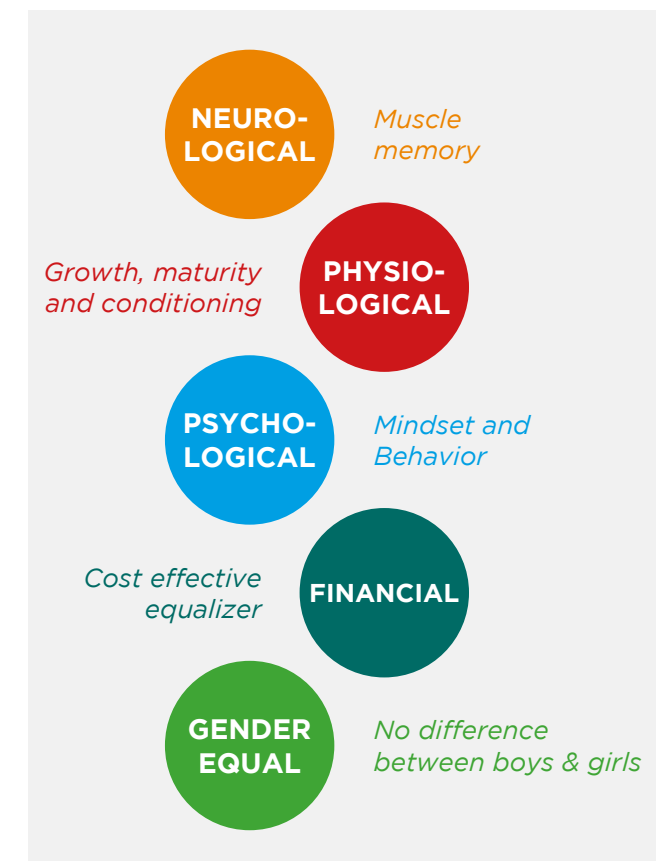 NEURO-
LOGICAL
Muscle
memory
Growth, maturity
and conditioning
PHYSIO-
LOGICAL
PSYCHO-
LOGICAL
Mindset and
Behavior
Cost effective
equalizer
FINANCIAL
GENDER
EQUAL
No difference
between boys & girls